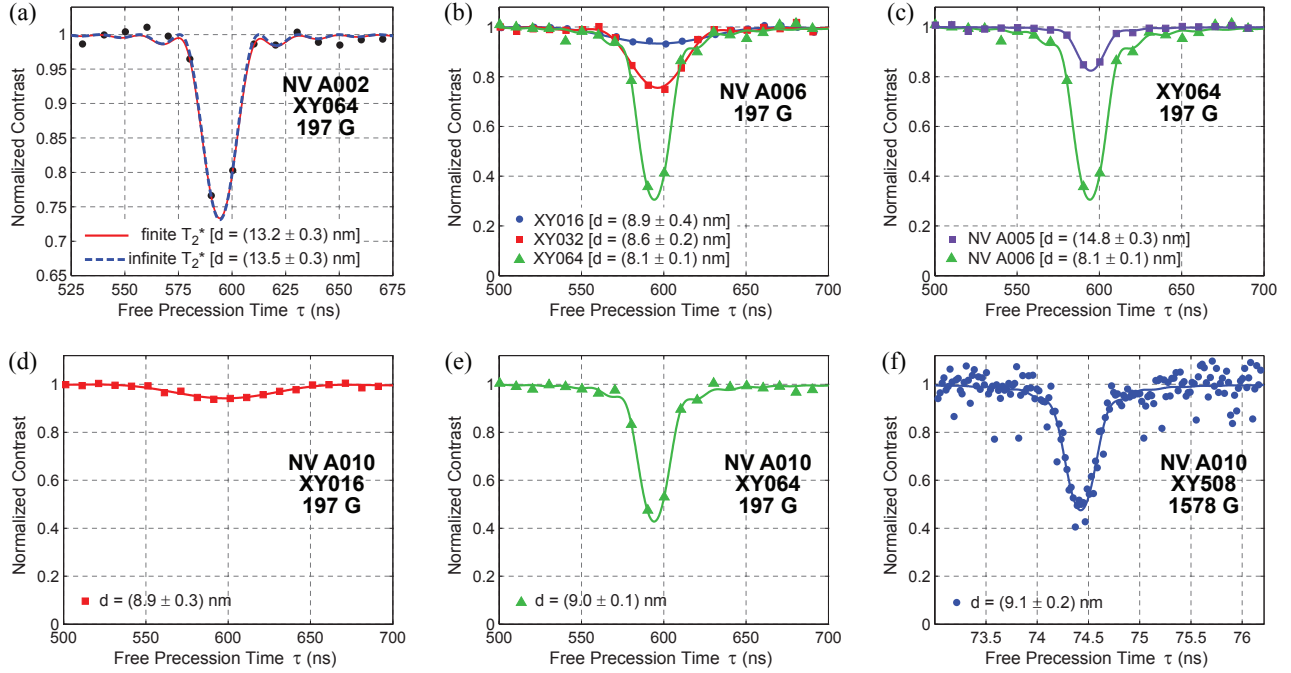 (a)
1
0.95
0.9
0.85
0.8
0.75
0.7
0.65
Normalized Contrast
NV A002
XY064
197 G
finite T₂* [d = (13.2 ± 0.3) nm]
infinite T₂* [d = (13.5 ± 0.3) nm]
525 550 575 600 625 650 675
Free Precession Time τ (ns)
(b)
1
0.8
0.6
0.4
0.2
0
Normalized Contrast
NV A006
197 G
XY016 [d = (8.9 ± 0.4) nm]
XY032 [d = (8.6 ± 0.2) nm]
XY064 [d = (8.1 ± 0.1) nm]
500 550 600 650 700
Free Precession Time τ (ns)
(c)
1
0.8
0.6
0.4
0.2
0
Normalized Contrast
XY064
197 G
NV A005 [d = (14.8 ± 0.3) nm]
NV A006 [d = (8.1 ± 0.1) nm]
500 550 600 650 700
Free Precession Time τ (ns)
(d)
1
0.8
0.6
0.4
0.2
0
Normalized Contrast
NV A010
XY016
197 G
d = (8.9 ± 0.3) nm
500 550 600 650 700
Free Precession Time τ (ns)
(e)
1
0.8
0.6
0.4
0.2
0
Normalized Contrast
NV A010
XY064
197 G
d = (9.0 ± 0.1) nm
500 550 600 650 700
Free Precession Time τ (ns)
(f)
1
0.8
0.6
0.4
0.2
0
Normalized Contrast
NV A010
XY508
1578 G
d = (9.1 ± 0.2) nm
73.5 74 74.5 75 75.5 76
Free Precession Time τ (ns)